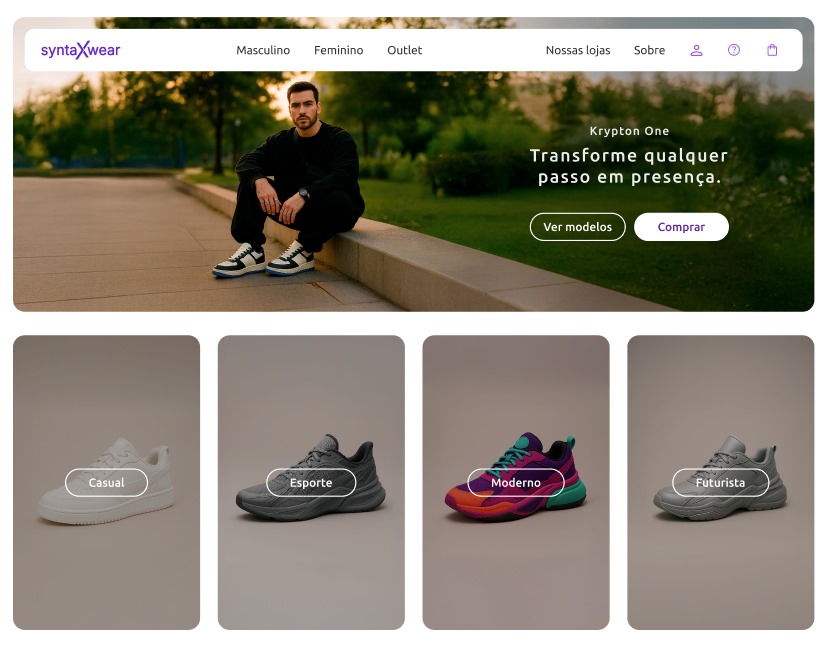 syntaXwear Masculino Feminino Outlet Nossas lojas Sobre
Krypton One
Transforme qualquer
passo em presença.
Ver modelos Comprar
Casual Esporte Moderno Futurista